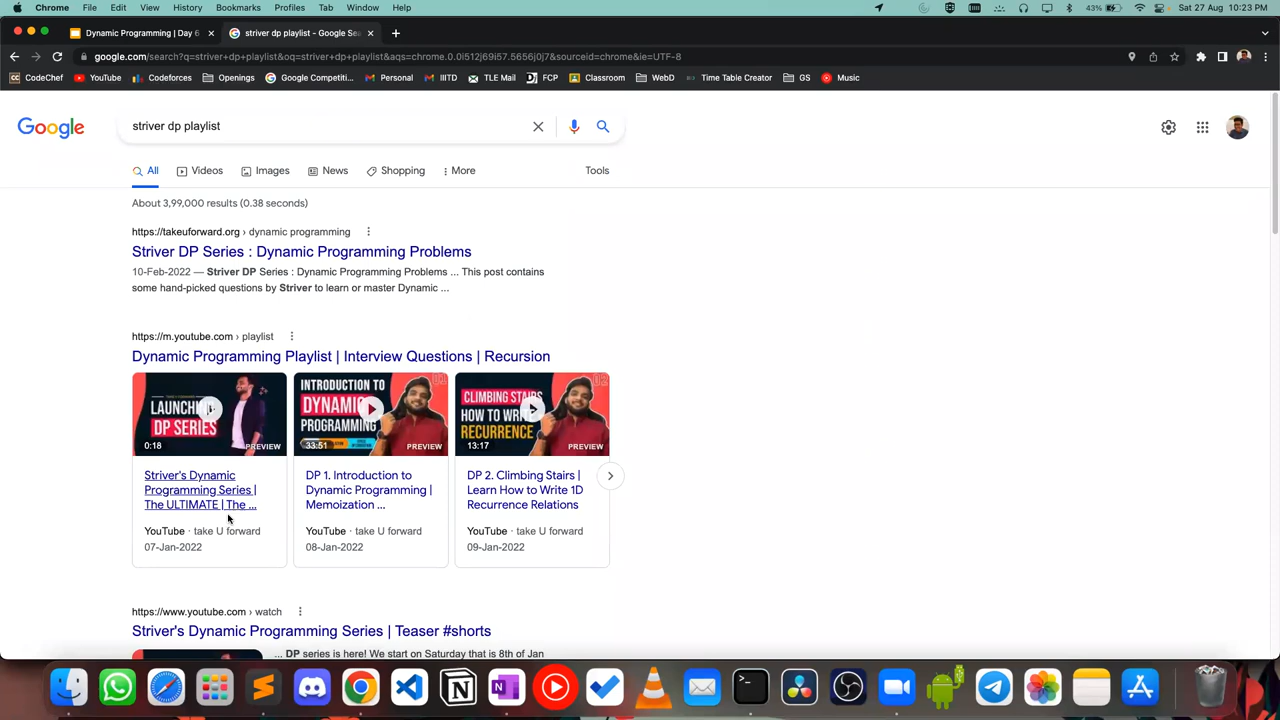 Chrome File Edit View History Bookmarks Profiles Tab Window Help 43% Sat 27 Aug 10:23 PM
Dynamic Programming | Day 6 striver dp playlist - Google Sea
google.com/search?q=striver+dp+playlist&oq=striver+dp+playlist&aqs=chrome.0.0i512j69i57.5656j0j7&sourceid=chrome&ie=UTF-8
CodeChef YouTube Codeforces Openings Google Competiti... Personal IIITD TLE Mail FCP Classroom WebD Time Table Creator GS Music
Google striver dp playlist
All Videos Images News Shopping More Tools
About 3,99,000 results (0.38 seconds)
https://takeuforward.org › dynamic programming
Striver DP Series : Dynamic Programming Problems
10-Feb-2022 — Striver DP Series : Dynamic Programming Problems ... This post contains
some hand-picked questions by Striver to learn or master Dynamic ...
https://m.youtube.com › playlist
Dynamic Programming Playlist | Interview Questions | Recursion
LAUNCHING
DP SERIES
0:18 PREVIEW
Striver's Dynamic
Programming Series |
The ULTIMATE | The ...
YouTube · take U forward
07-Jan-2022
INTRODUCTION TO
DYNAMIC
PROGRAMMING
33:51 PREVIEW
DP 1. Introduction to
Dynamic Programming |
Memoization ...
YouTube · take U forward
08-Jan-2022
CLIMBING STAIRS
HOW TO WRITE
RECURRENCE
13:17 PREVIEW
DP 2. Climbing Stairs |
Learn How to Write 1D
Recurrence Relations
YouTube · take U forward
09-Jan-2022
https://www.youtube.com › watch
Striver's Dynamic Programming Series | Teaser #shorts
... DP series is here! We start on Saturday that is 8th of Jan